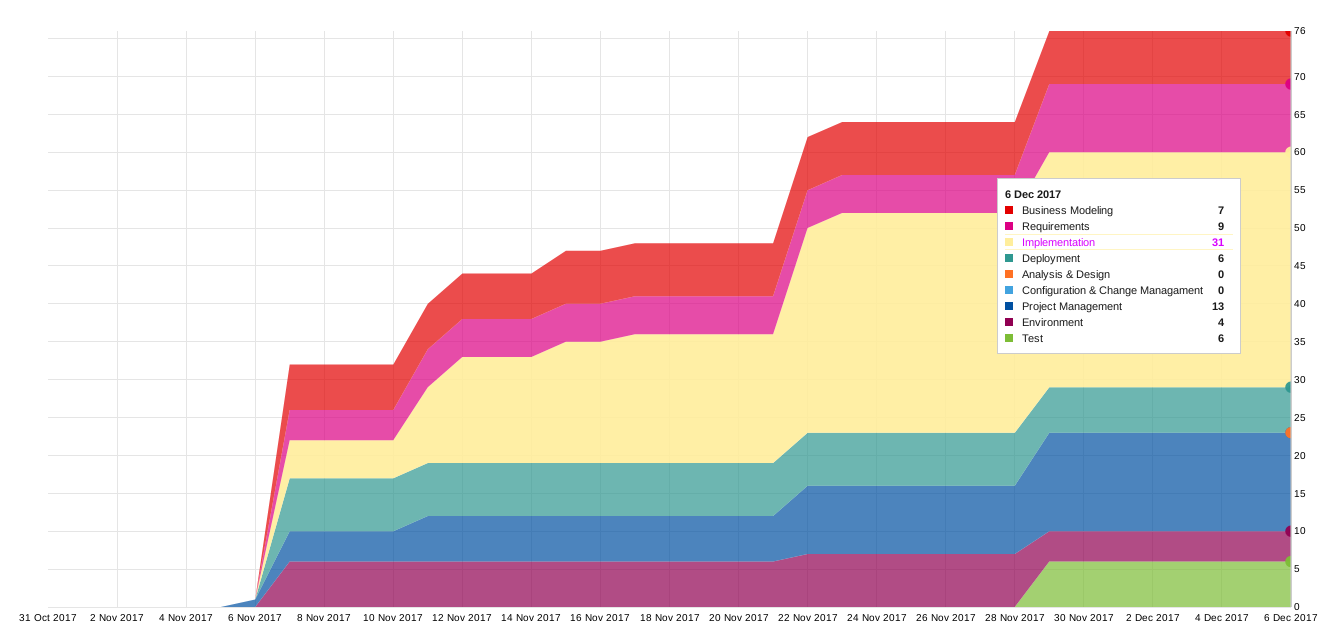 76
70
65
60
55
50
45
40
35
30
25
20
15
10
5
0
6 Dec 2017
Business Modeling 7
Requirements 9
Implementation 31
Deployment 6
Analysis & Design 0
Configuration & Change Managament 0
Project Management 13
Environment 4
Test 6
31 Oct 2017 2 Nov 2017 4 Nov 2017 6 Nov 2017 8 Nov 2017 10 Nov 2017 12 Nov 2017 14 Nov 2017 16 Nov 2017 18 Nov 2017 20 Nov 2017 22 Nov 2017 24 Nov 2017 26 Nov 2017 28 Nov 2017 30 Nov 2017 2 Dec 2017 4 Dec 2017 6 Dec 2017